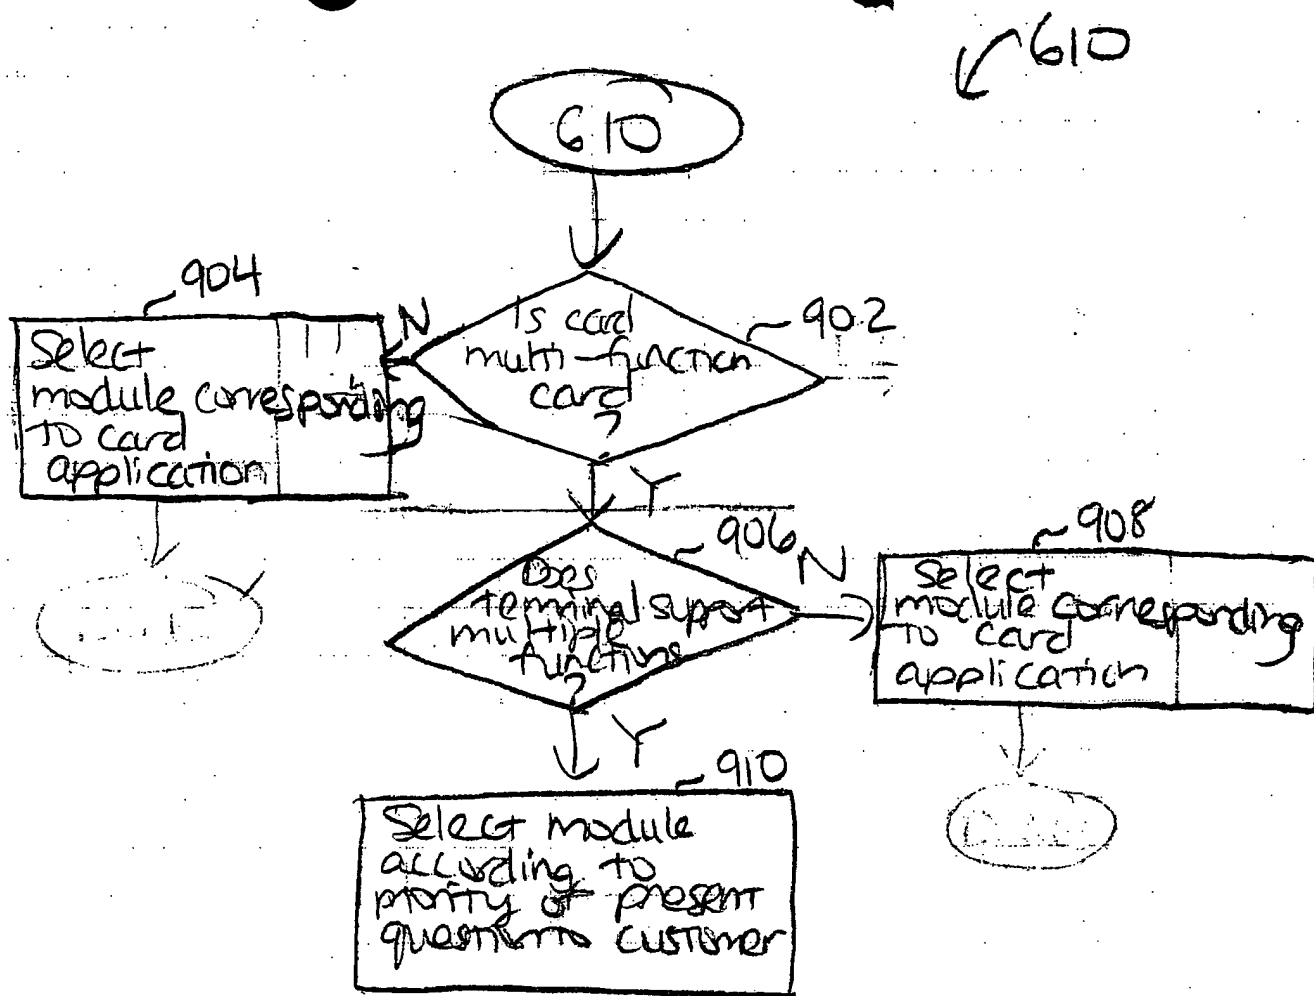 610
610
904
N
Is card
multi-function
card
?
902
Select
module corresponding
to card
application
Y
906
N
Does
terminal support
multiple
functions
?
908
Select
module corresponding
to card
application
Y
910
Select module
according to
priority of present
question to customer